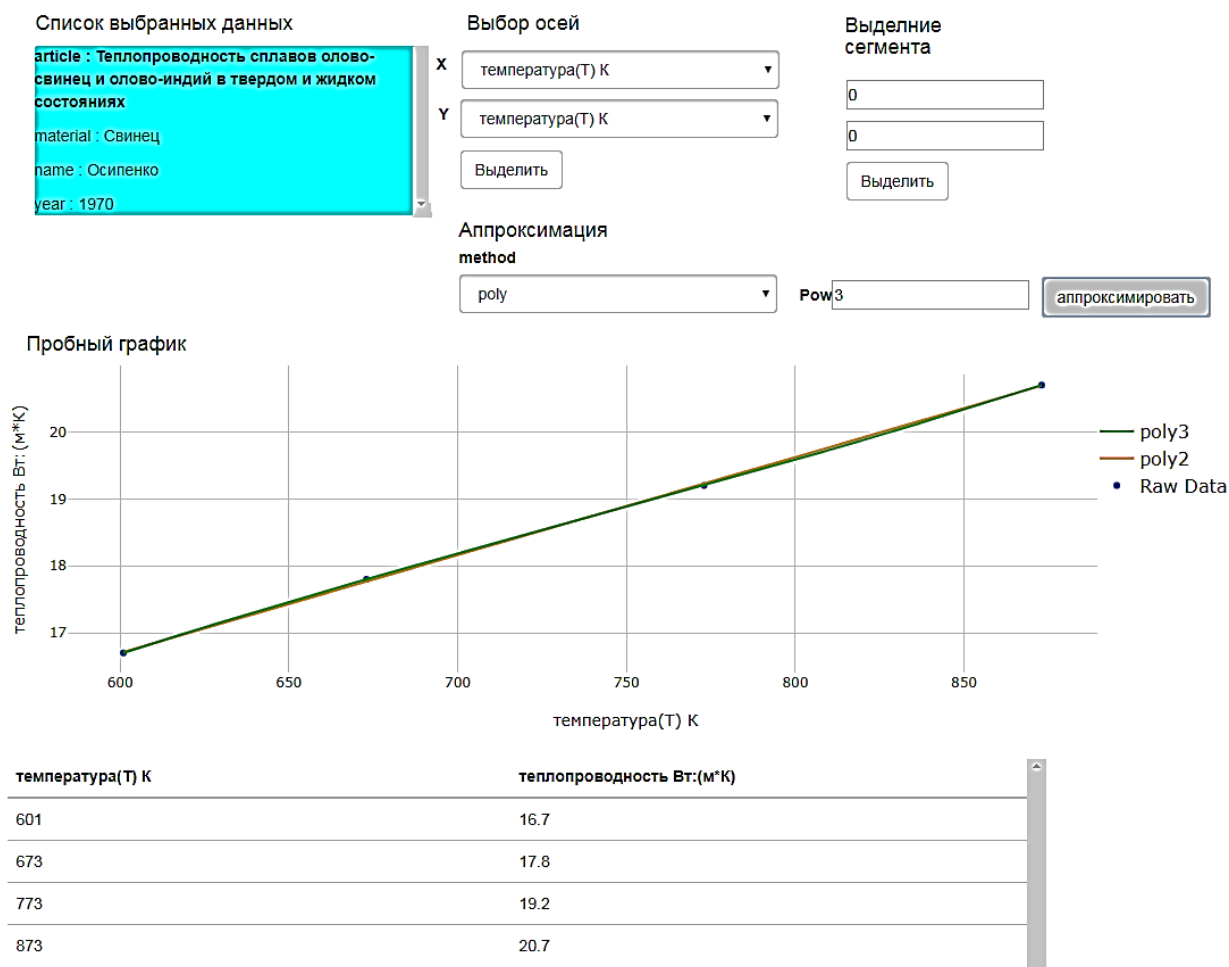 Список выбранных данных
article : Теплопроводность сплавов олово-
свинец и олово-индий в твердом и жидком
состояниях
material : Свинец
name : Осипенко
year : 1970
Выбор осей
X
температура(T) К
Y
температура(T) К
Выделить
Выделние
сегмента
0
0
Выделить
Аппроксимация
method
poly
Pow 3
аппроксимировать
Пробный график
теплопроводность Вт:(м*К)
20
19
18
17
600 650 700 750 800 850
температура(T) К
poly3
poly2
Raw Data
температура(T) К теплопроводность Вт:(м*К)
601 16.7
673 17.8
773 19.2
873 20.7